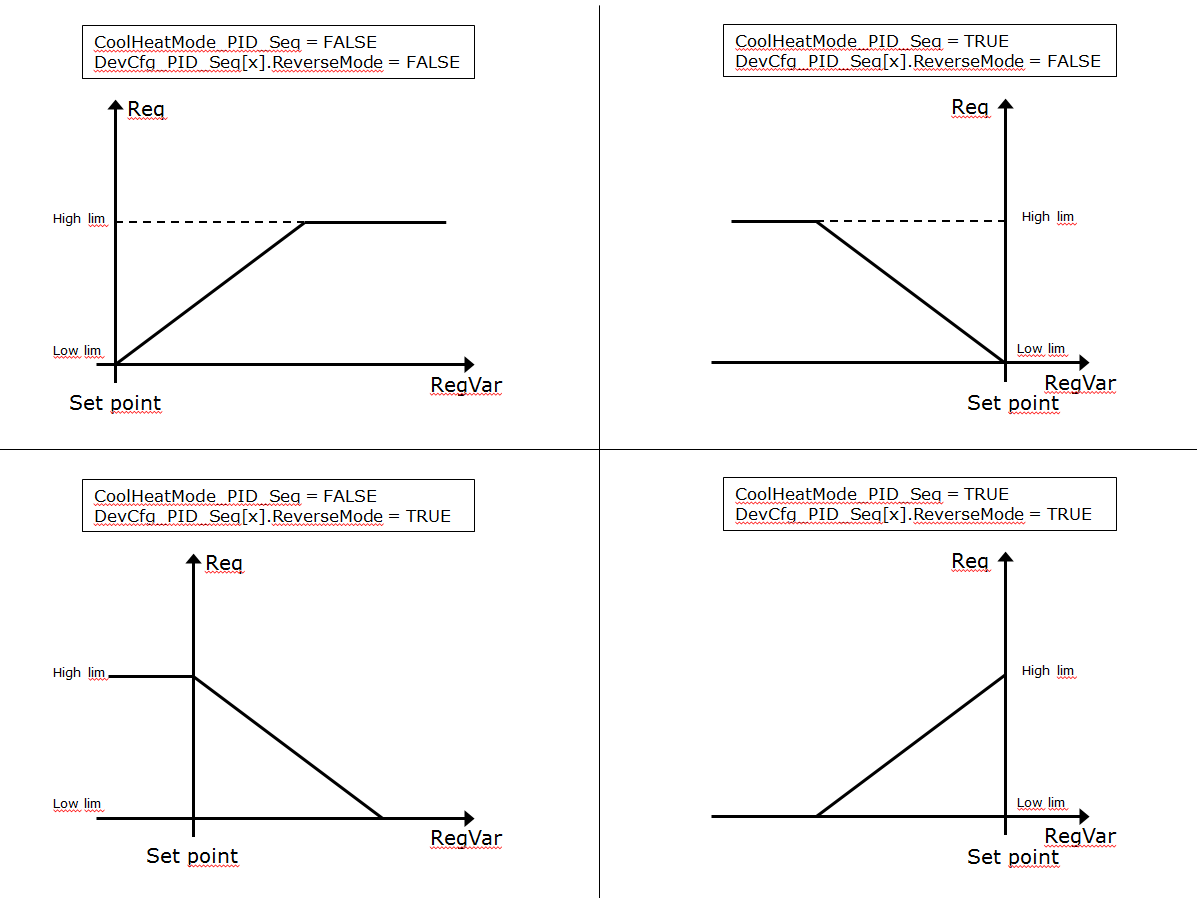 CoolHeatMode_PID_Seq = FALSE
DevCfg_PID_Seq[x].ReverseMode = FALSE
Req
High lim
Low lim
RegVar
Set point
CoolHeatMode_PID_Seq = TRUE
DevCfg_PID_Seq[x].ReverseMode = FALSE
Req
High lim
Low lim
RegVar
Set point
CoolHeatMode_PID_Seq = FALSE
DevCfg_PID_Seq[x].ReverseMode = TRUE
Req
High lim
Low lim
RegVar
Set point
CoolHeatMode_PID_Seq = TRUE
DevCfg_PID_Seq[x].ReverseMode = TRUE
Req
High lim
Low lim
RegVar
Set point